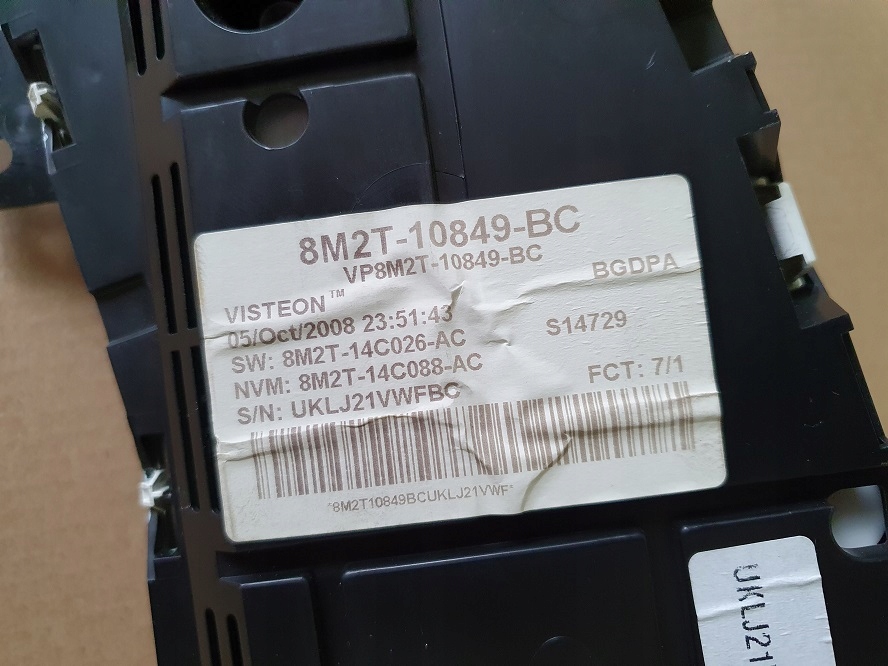 8M2T-10849-BC
VP8M2T-10849-BC
BGDPA
VISTEON™
05/Oct/2008 23:51:43
S14729
SW: 8M2T-14C026-AC
NVM: 8M2T-14C088-AC
FCT: 7/1
S/N: UKLJ21VWFBC
*8M2T10849BCUKLJ21VWF*
UKLJ21